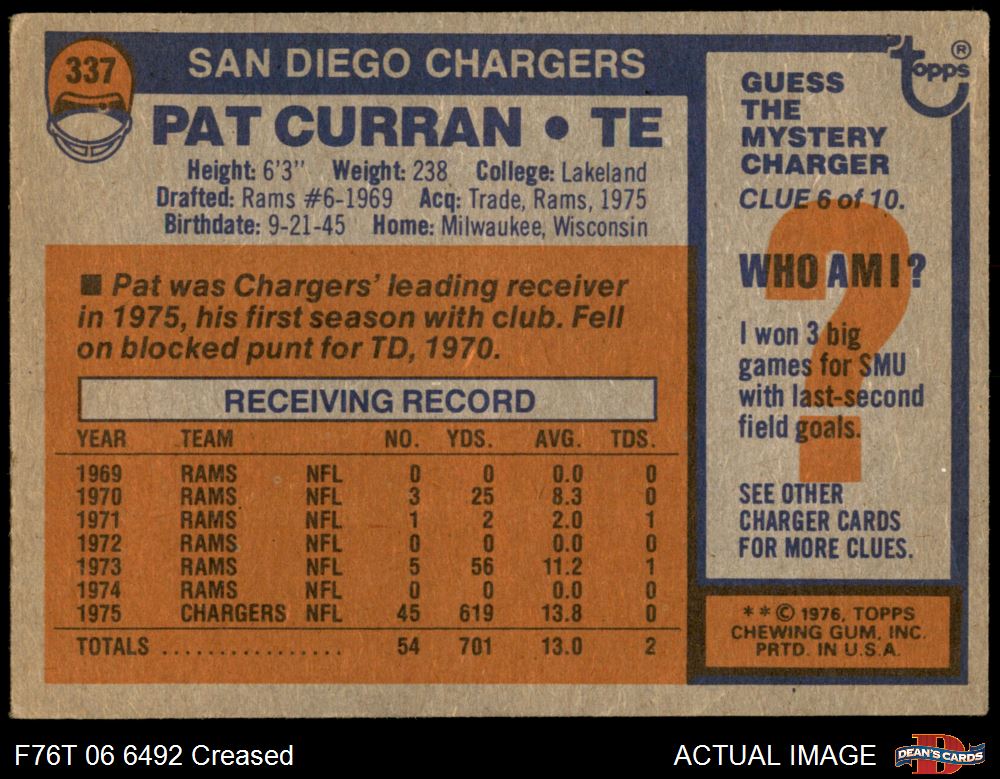 337
SAN DIEGO CHARGERS
PAT CURRAN • TE
Height: 6'3" Weight: 238 College: Lakeland
Drafted: Rams #6-1969 Acq: Trade, Rams, 1975
Birthdate: 9-21-45 Home: Milwaukee, Wisconsin
■ Pat was Chargers' leading receiver
in 1975, his first season with club. Fell
on blocked punt for TD, 1970.
RECEIVING RECORD
YEAR TEAM NO. YDS. AVG. TDS.
1969 RAMS NFL 0 0 0.0 0
1970 RAMS NFL 3 25 8.3 0
1971 RAMS NFL 1 2 2.0 1
1972 RAMS NFL 0 0 0.0 0
1973 RAMS NFL 5 56 11.2 1
1974 RAMS NFL 0 0 0.0 0
1975 CHARGERS NFL 45 619 13.8 0
TOTALS ................ 54 701 13.0 2
topps ®
GUESS
THE
MYSTERY
CHARGER
CLUE 6 of 10.
?
WHO AM I?
I won 3 big
games for SMU
with last-second
field goals.
SEE OTHER
CHARGER CARDS
FOR MORE CLUES.
* * © 1976, TOPPS
CHEWING GUM, INC.
PRTD. IN U.S.A.
F76T 06 6492 Creased
ACTUAL IMAGE
D
DEAN'S CARDS